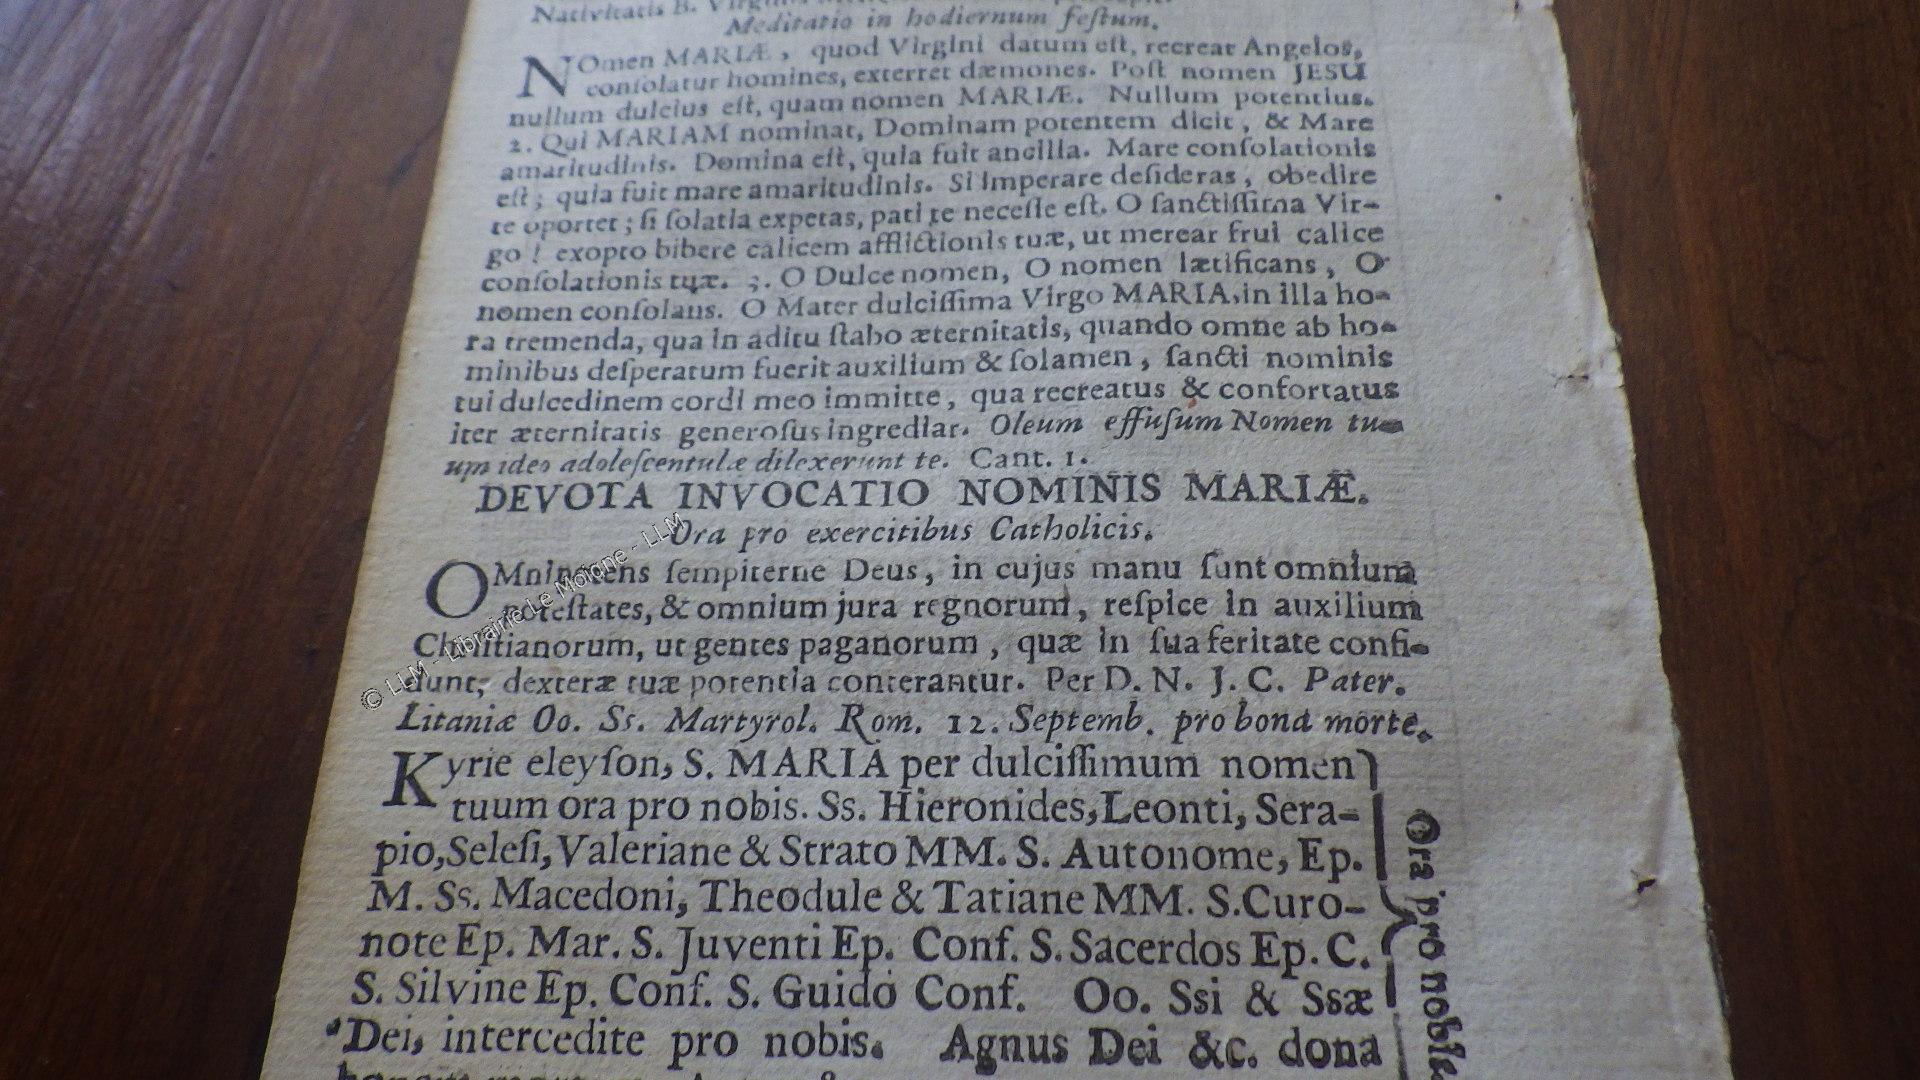 Nativitatis B. Virginis
Meditatio in hodiernum feſtum.
NOmen MARIÆ, quod Virgini datum eſt, recreat Angelos,
conſolatur homines, exterret dæmones. Poſt nomen JESU
nullum dulcius eſt, quam nomen MARIÆ. Nullum potentius.
2. Qui MARIAM nominat, Dominam potentem dicit, & Mare
amaritudinis. Domina eſt, quia fuit ancilla. Mare conſolationis
eſt; quia fuit mare amaritudinis. Si imperare deſideras, obedire
te oportet; ſi ſolatia expetas, pati te neceſſe eſt. O ſanctiſſima Vir-
go! exopto bibere calicem afflictionis tuæ, ut merear frui calice
conſolationis tuæ. 3. O Dulce nomen, O nomen lætificans, O
nomen conſolans. O Mater dulciſſima Virgo MARIA, in illa ho-
ra tremenda, qua in aditu ſtabo æternitatis, quando omne ab ho-
minibus deſperatum fuerit auxilium & ſolamen, ſancti nominis
tui dulcedinem cordi meo immitte, qua recreatus & confortatus
iter æternitatis generoſus ingrediar. Oleum effuſum Nomen tu-
um ideo adoleſcentulæ dilexerunt te. Cant. 1.
DEVOTA INVOCATIO NOMINIS MARIÆ.
Ora pro exercitibus Catholicis.
OMnipotens ſempiterne Deus, in cujus manu ſunt omnium
poteſtates, & omnium jura regnorum, reſpice in auxilium
Chriſtianorum, ut gentes paganorum, quæ in ſua feritate confi-
dunt, dexteræ tuæ potentia conterantur. Per D. N. J. C. Pater.
Litaniæ Oo. Ss. Martyrol. Rom. 12. Septemb. pro bona morte.
Kyrie eleyſon, S. MARIA per dulciſſimum nomen
tuum ora pro nobis. Ss. Hieronides, Leonti, Sera-
pio, Seleſi, Valeriane & Strato MM. S. Autonome, Ep.
M. Ss. Macedoni, Theodule & Tatiane MM. S. Curo-
note Ep. Mar. S. Juventi Ep. Conf. S. Sacerdos Ep. C.
S. Silvine Ep. Conf. S. Guido Conf. Oo. Ssi & Ssæ
Dei, intercedite pro nobis. Agnus Dei &c. dona
Ora pro nobis.
© LLM - Librairie Le Moigne - LLM